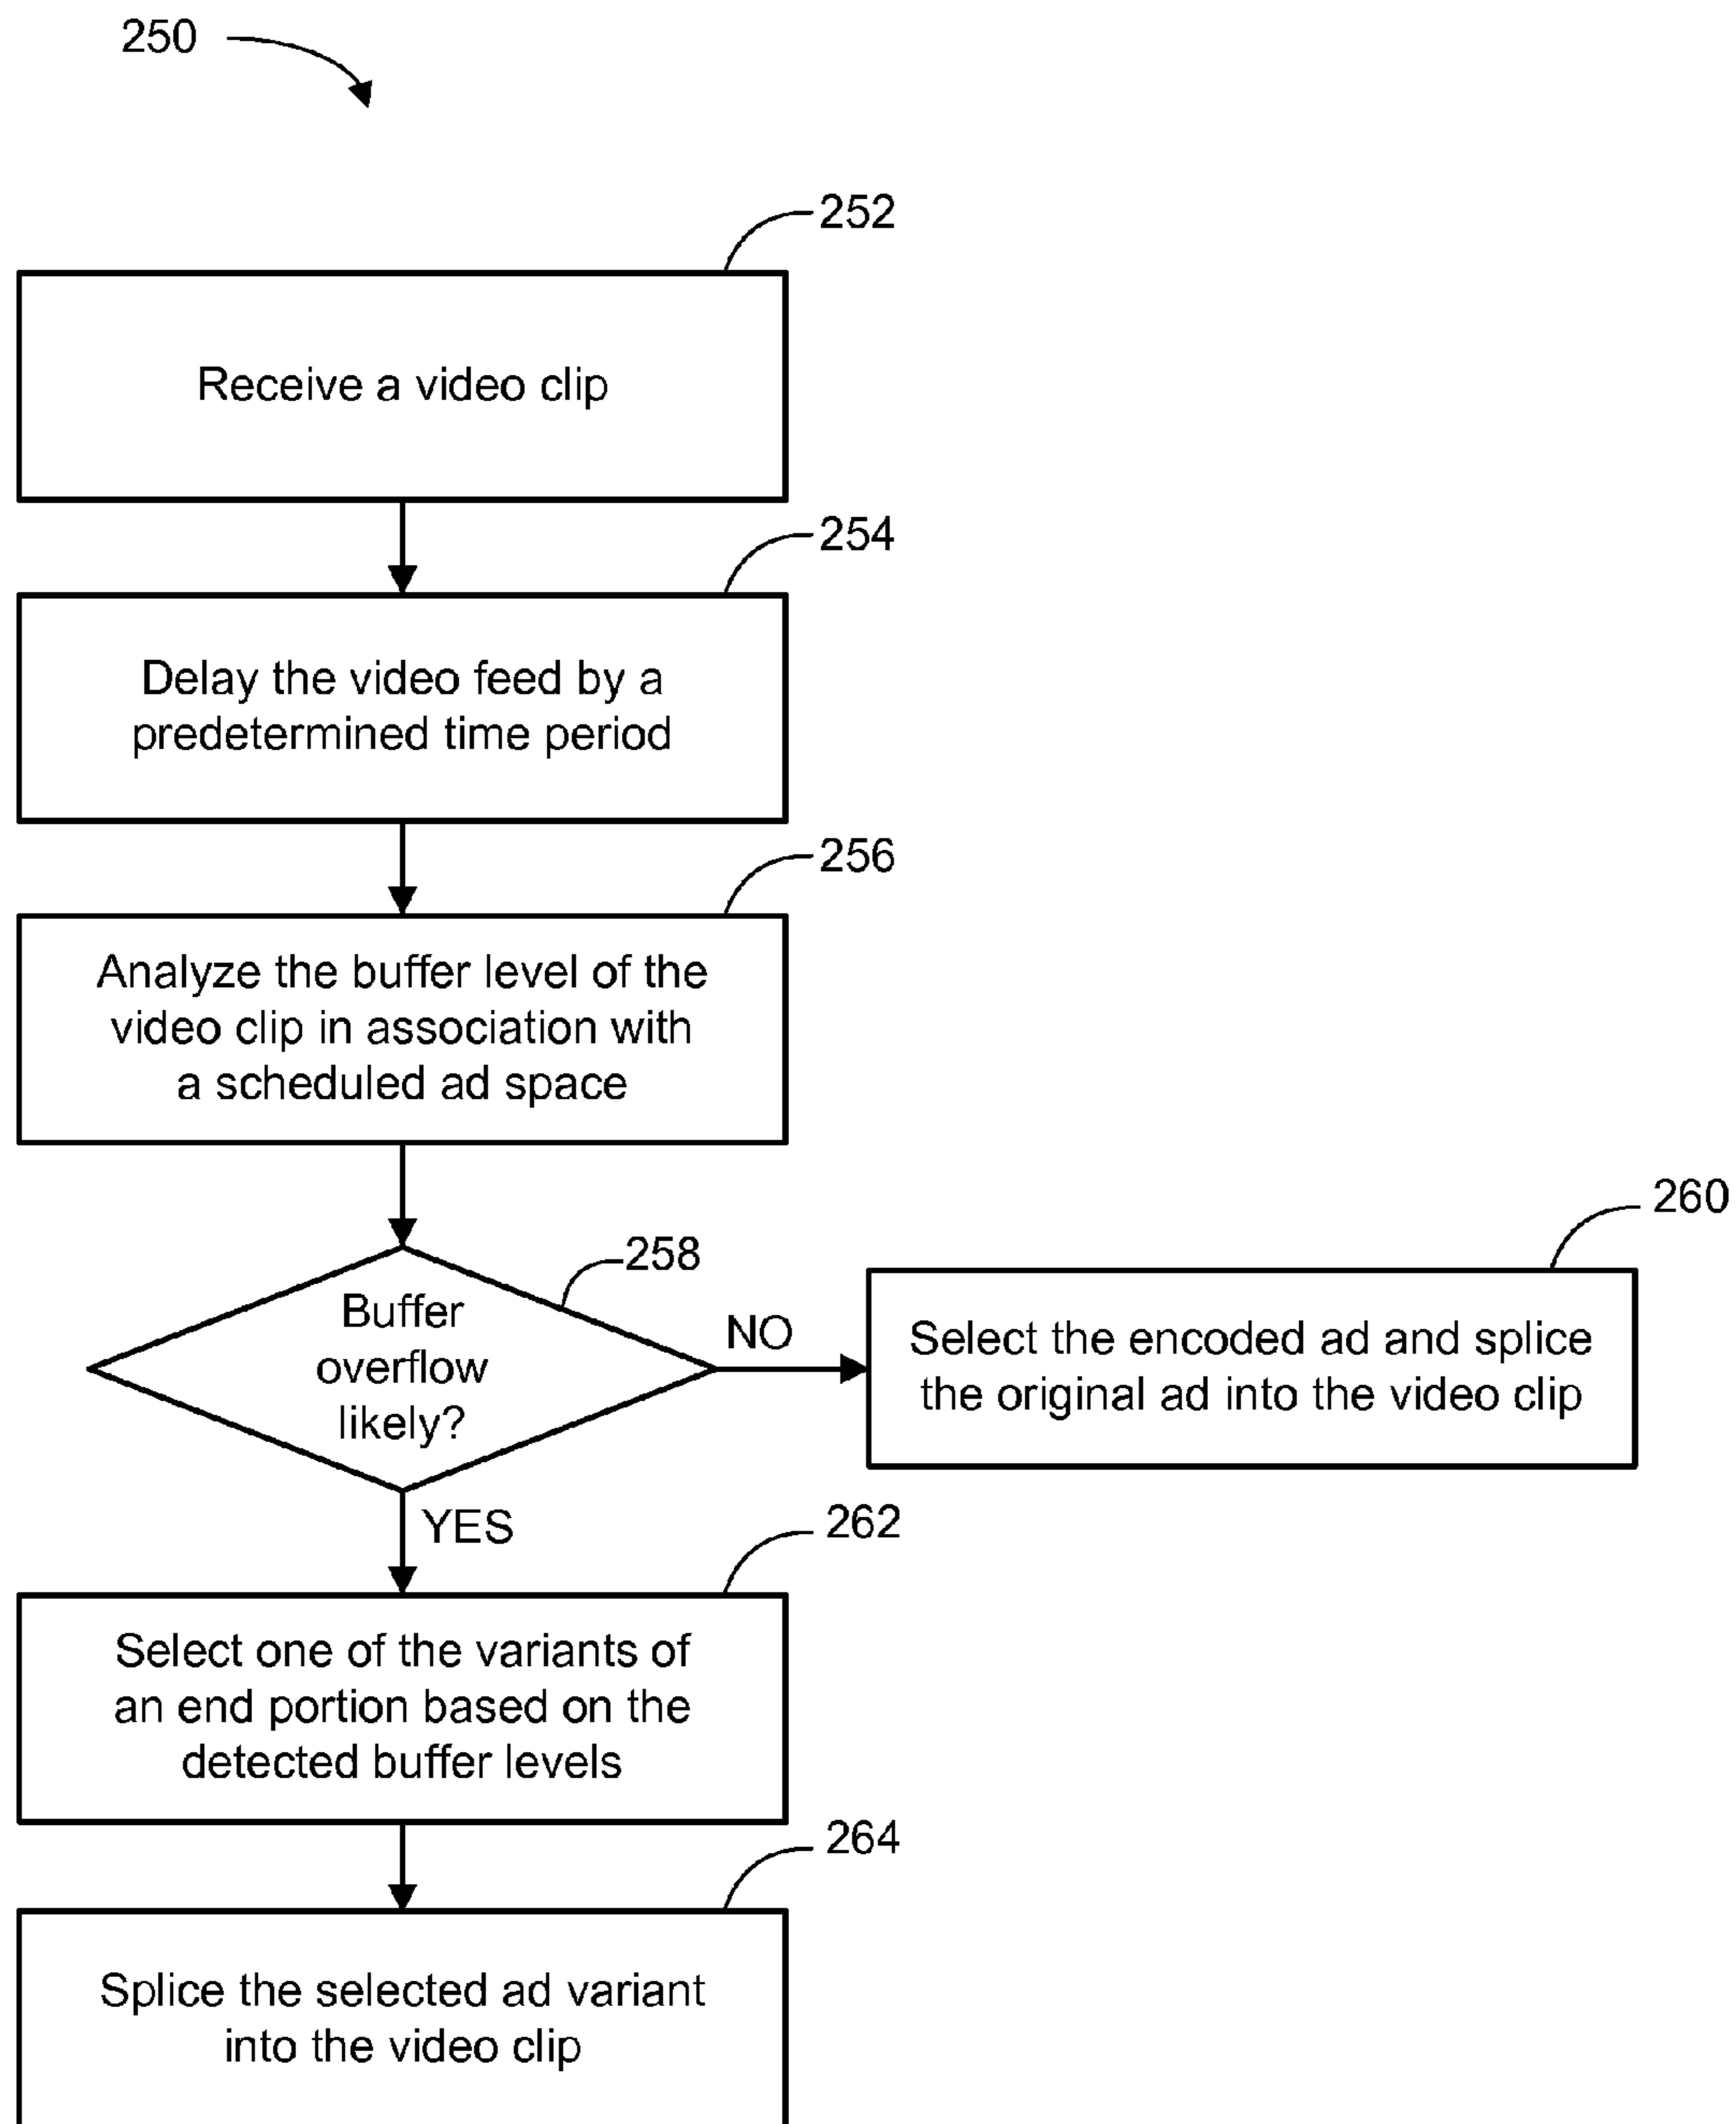 250
252
Receive a video clip
254
Delay the video feed by a
predetermined time period
256
Analyze the buffer level of the
video clip in association with
a scheduled ad space
258
Buffer
overflow
likely?
NO
260
Select the encoded ad and splice
the original ad into the video clip
YES
262
Select one of the variants of
an end portion based on the
detected buffer levels
264
Splice the selected ad variant
into the video clip